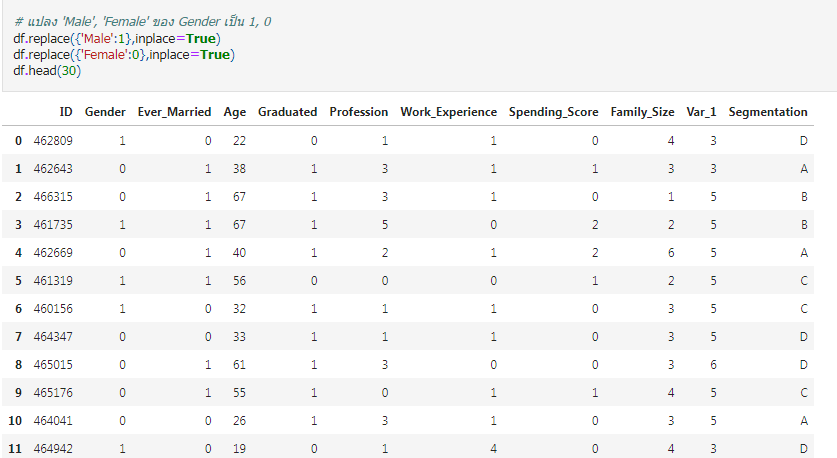 # แปลง 'Male', 'Female' ของ Gender เป็น 1, 0
df.replace({'Male':1},inplace=True)
df.replace({'Female':0},inplace=True)
df.head(30)
ID Gender Ever_Married Age Graduated Profession Work_Experience Spending_Score Family_Size Var_1 Segmentation
0 462809 1 0 22 0 1 1 0 4 3 D
1 462643 0 1 38 1 3 1 1 3 3 A
2 466315 0 1 67 1 3 1 0 1 5 B
3 461735 1 1 67 1 5 0 2 2 5 B
4 462669 0 1 40 1 2 1 2 6 5 A
5 461319 1 1 56 0 0 0 1 2 5 C
6 460156 1 0 32 1 1 1 0 3 5 C
7 464347 0 0 33 1 1 1 0 3 5 D
8 465015 0 1 61 1 3 0 0 3 6 D
9 465176 0 1 55 1 0 1 1 4 5 C
10 464041 0 0 26 1 3 1 0 3 5 A
11 464942 1 0 19 0 1 4 0 4 3 D